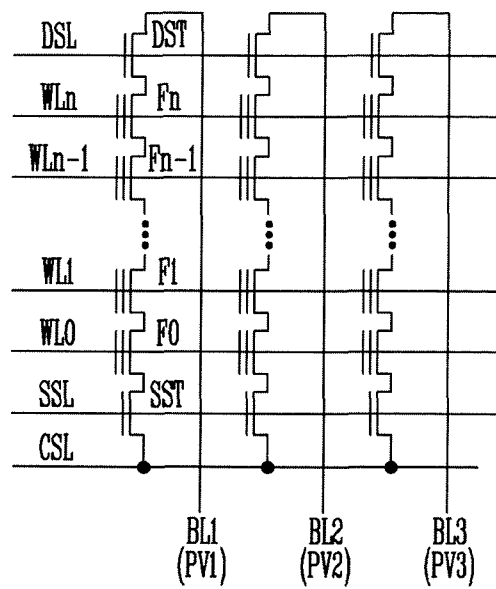 DSL DST
WLn Fn
WLn-1 Fn-1
WL1 F1
WL0 F0
SSL SST
CSL
BL1 BL2 BL3
(PV1) (PV2) (PV3)